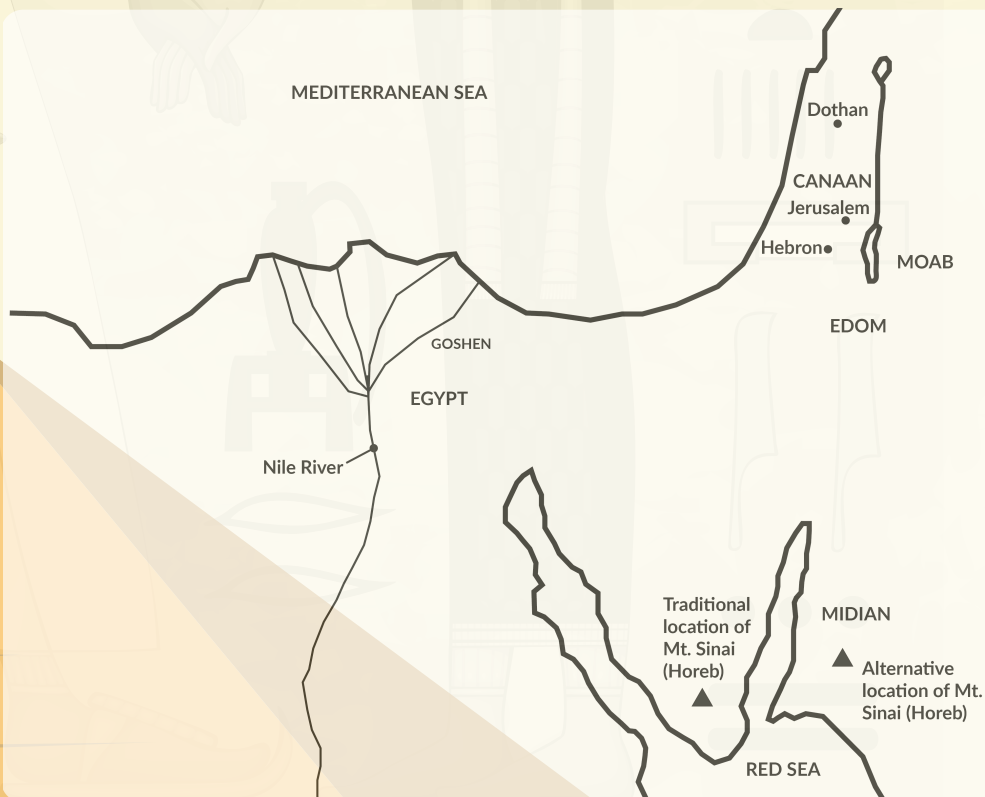 MEDITERRANEAN SEA
Dothan
CANAAN
Jerusalem
Hebron
MOAB
EDOM
GOSHEN
EGYPT
Nile River
Traditional
location of
Mt. Sinai
(Horeb)
MIDIAN
Alternative
location of Mt.
Sinai (Horeb)
RED SEA